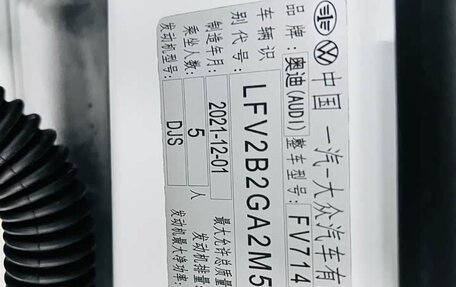 中国 一汽-大众汽车有
品牌:奥迪(AUDI) 整车型号:FV714
车辆识别代号: LFV2B2GA2M5
制造年月: 2021-12-01 最大允许总质量
乘坐人数: 5 人 发动机排量
发动机型号: DJS 发动机最大净功率: